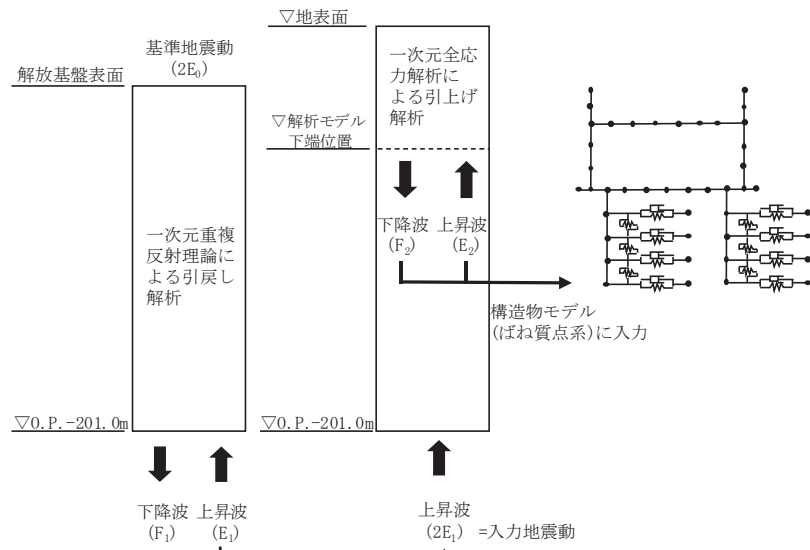 解放基盤表面
基準地震動
(2E₀)
一次元重複
反射理論に
よる引戻し
解析
▽O.P.-201.0m
下降波
(F₁)
上昇波
(E₁)
▽地表面
一次元全応
力解析に
よる引上げ
解析
▽解析モデル
下端位置
下降波
(F₂)
上昇波
(E₂)
構造物モデル
(ばね質点系)に入力
▽O.P.-201.0m
上昇波
(2E₁) =入力地震動